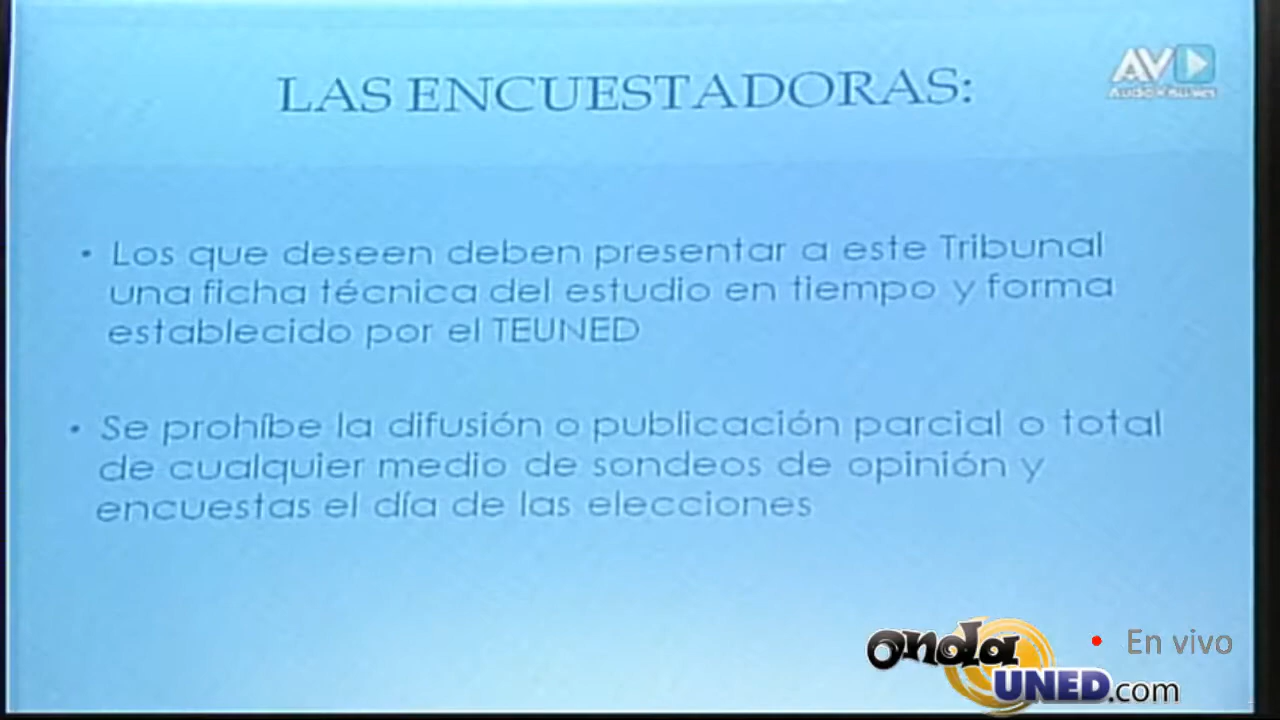 LAS ENCUESTADORAS:
AV
Audiovisuales
• Los que deseen deben presentar a este Tribunal
una ficha técnica del estudio en tiempo y forma
establecido por el TEUNED
• Se prohíbe la difusión o publicación parcial o total
de cualquier medio de sondeos de opinión y
encuestas el día de las elecciones
onda
UNED.com
• En vivo